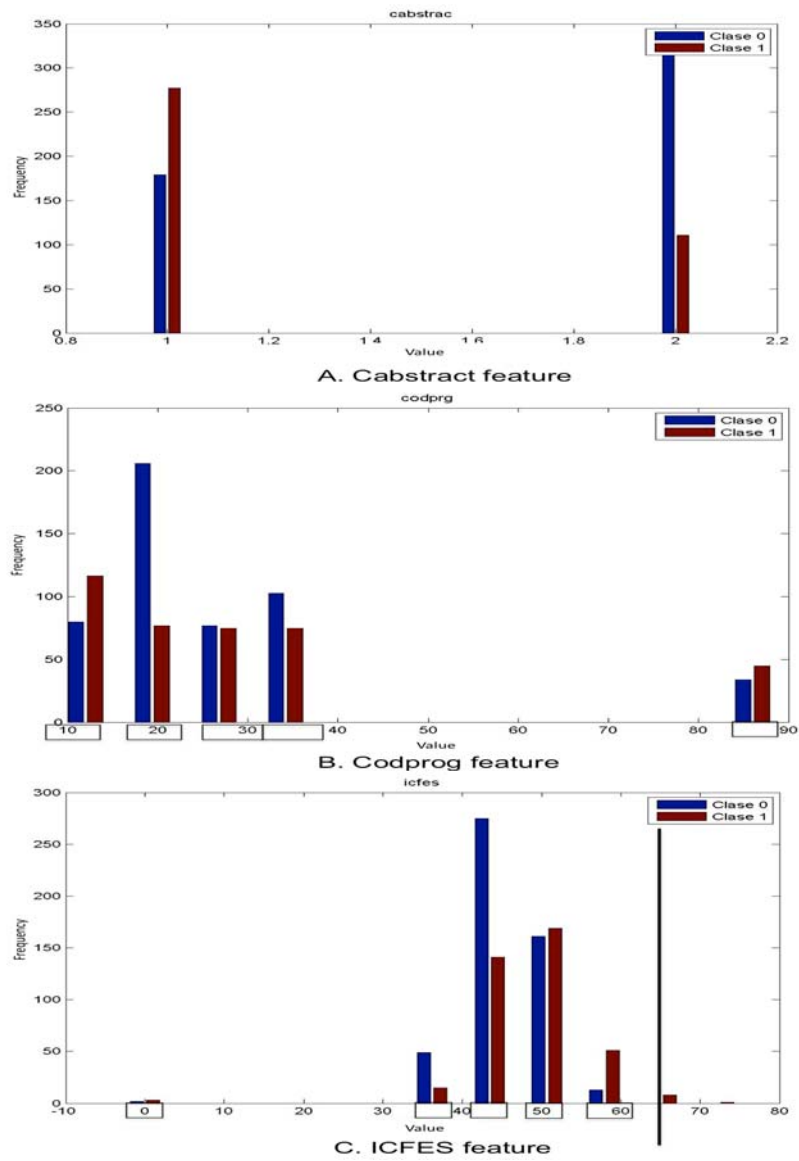 cabstrac
350
300
250
200
150
100
50
0
Frequency
Clase 0
Clase 1
0.8 1 1.2 1.4 1.6 1.8 2 2.2
Value
A. Cabstract feature
codprg
250
200
150
100
50
0
Frequency
Clase 0
Clase 1
10 20 30 40 50 60 70 80 90
Value
B. Codprog feature
icfes
300
250
200
150
100
50
0
Frequency
Clase 0
Clase 1
-10 0 10 20 30 40 50 60 70 80
Value
C. ICFES feature